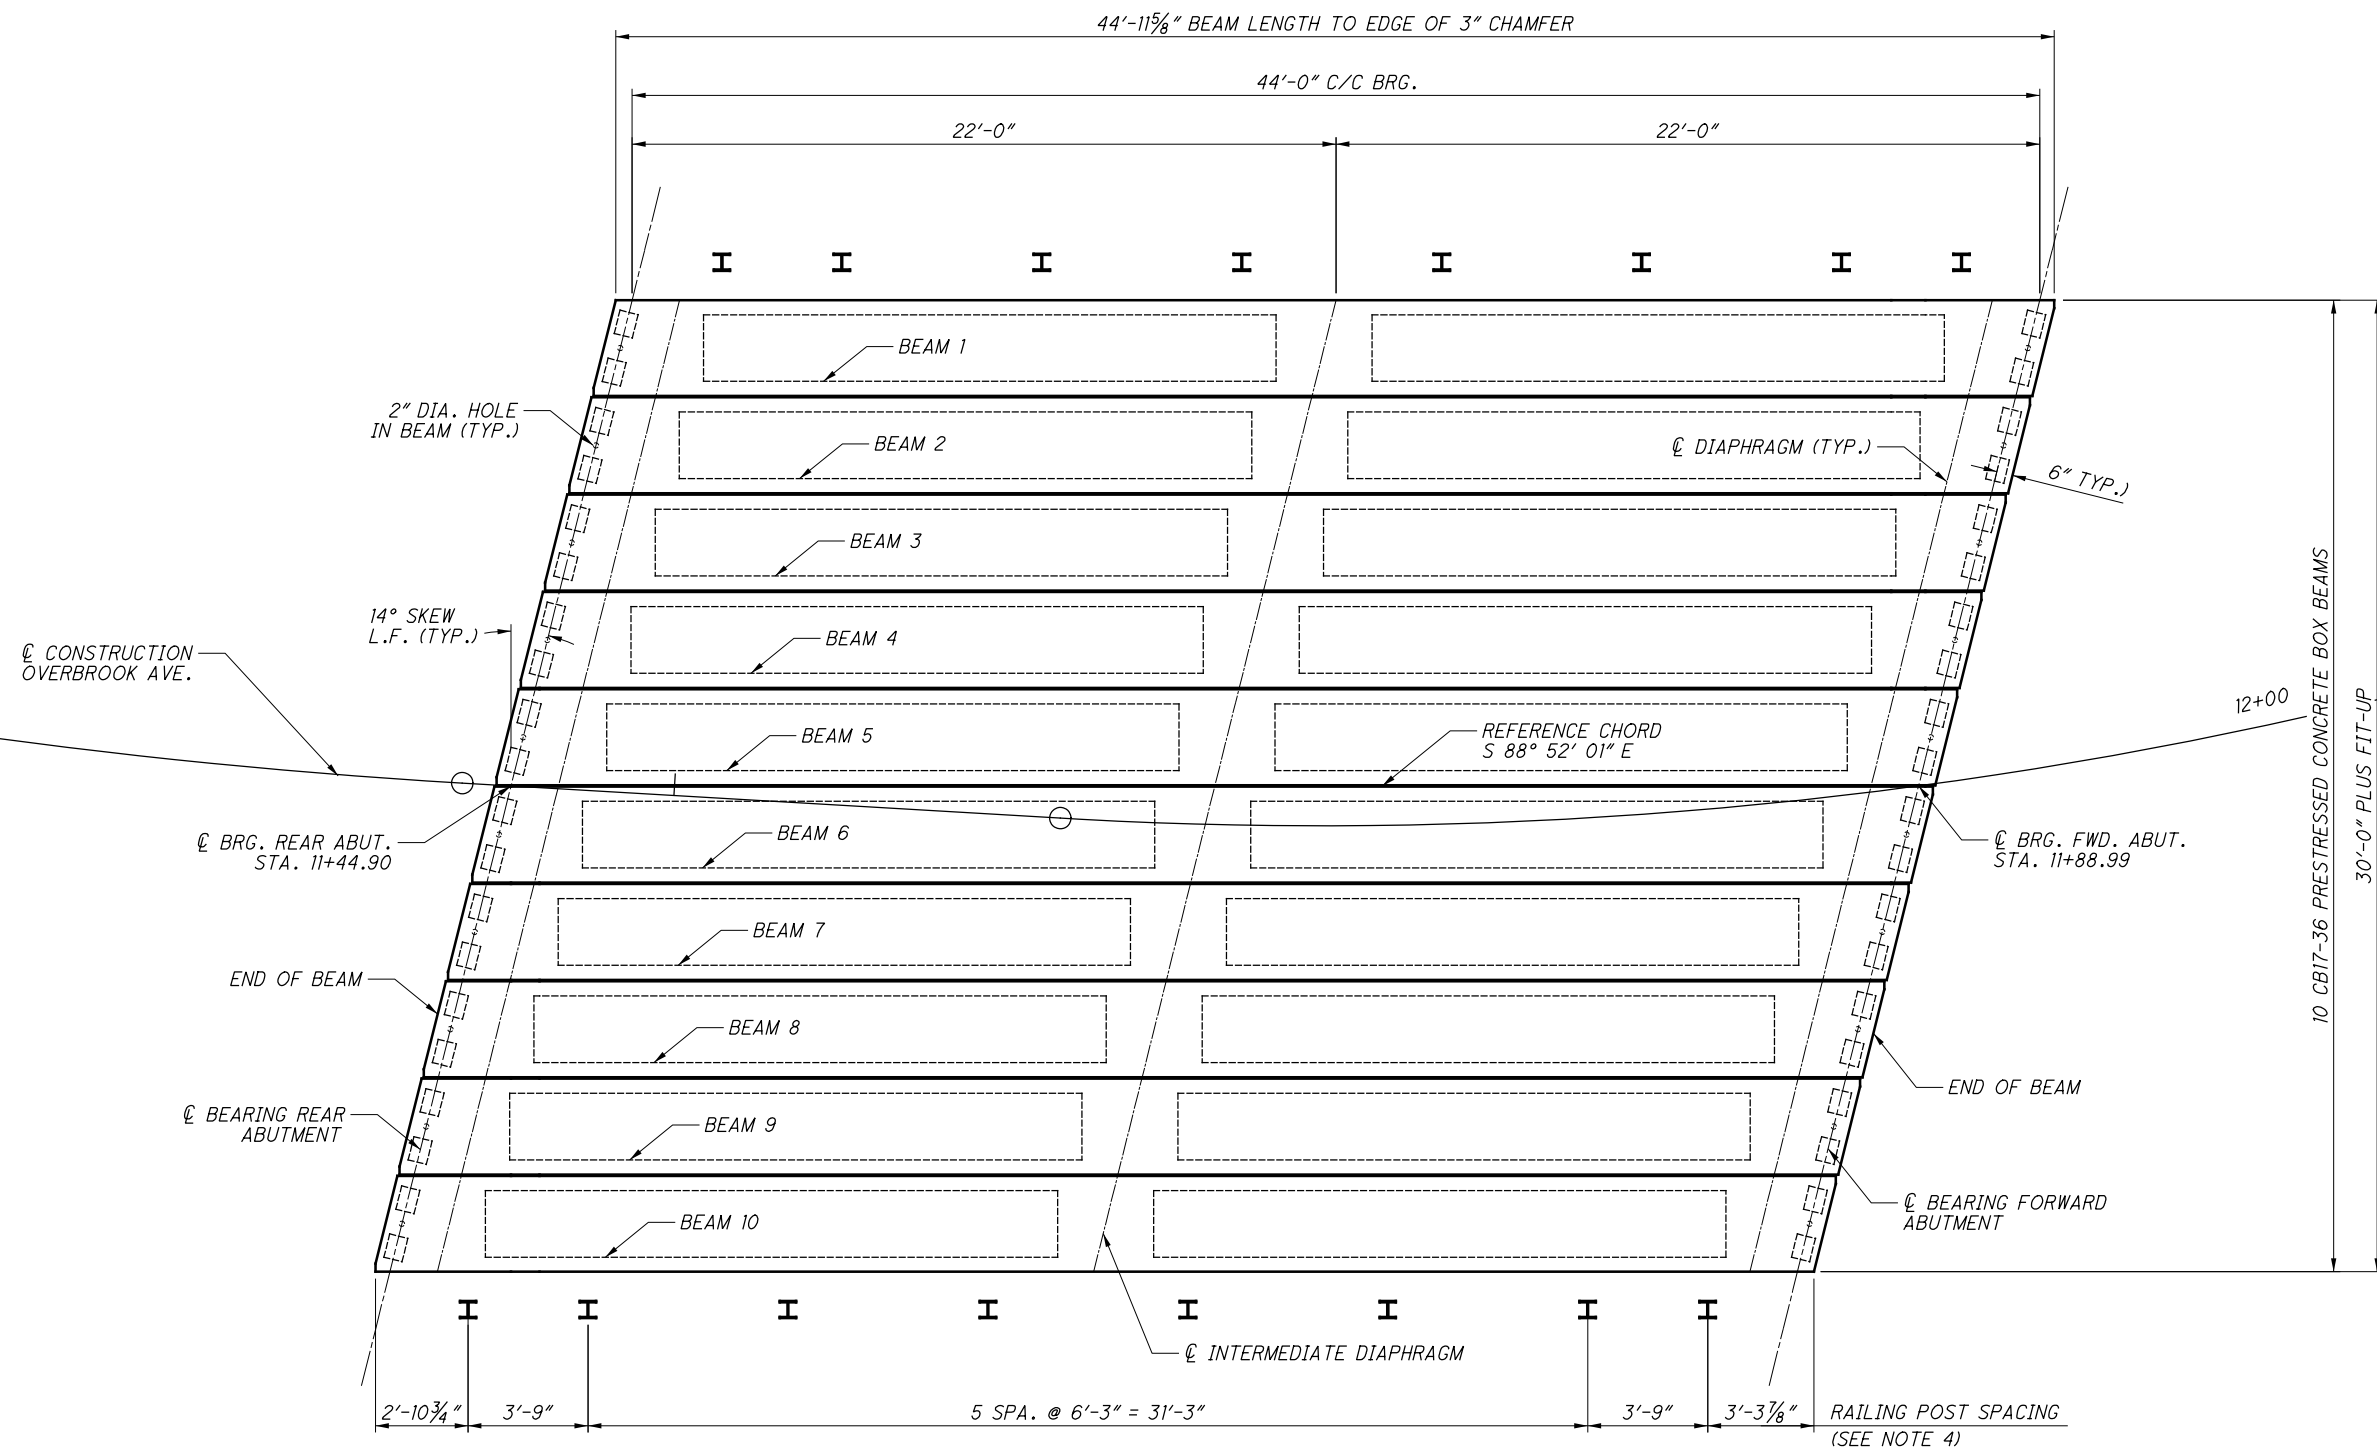 44'-11⅝" BEAM LENGTH TO EDGE OF 3" CHAMFER
44'-0" C/C BRG.
22'-0"
22'-0"
BEAM 1
2" DIA. HOLE
IN BEAM (TYP.)
BEAM 2
℄ DIAPHRAGM (TYP.)
6" TYP.)
BEAM 3
14° SKEW
L.F. (TYP.)
BEAM 4
℄ CONSTRUCTION
OVERBROOK AVE.
BEAM 5
REFERENCE CHORD
S 88° 52' 01" E
12+00
10 CB17-36 PRESTRESSED CONCRETE BOX BEAMS
30'-0" PLUS FIT-UP
℄ BRG. REAR ABUT.
STA. 11+44.90
BEAM 6
℄ BRG. FWD. ABUT.
STA. 11+88.99
BEAM 7
END OF BEAM
BEAM 8
END OF BEAM
℄ BEARING REAR
ABUTMENT
BEAM 9
℄ BEARING FORWARD
ABUTMENT
BEAM 10
℄ INTERMEDIATE DIAPHRAGM
2'-10¾"
3'-9"
5 SPA. @ 6'-3" = 31'-3"
3'-9"
3'-3⅞"
RAILING POST SPACING
(SEE NOTE 4)